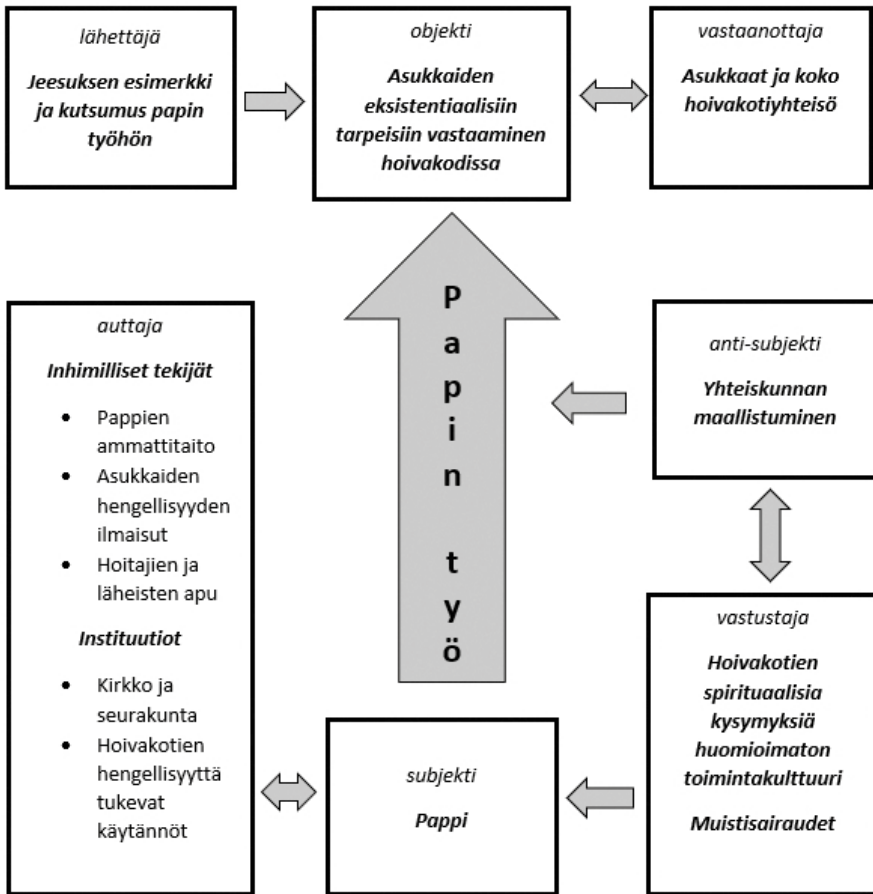 lähettäjä
Jeesuksen esimerkki
ja kutsumus papin
työhön
objekti
Asukkaiden
eksistentiaalisiin
tarpeisiin vastaaminen
hoivakodissa
vastaanottaja
Asukkaat ja koko
hoivakotiyhteisö
auttaja
Inhimilliset tekijät
• Pappien
ammattitaito
• Asukkaiden
hengellisyyden
ilmaisut
• Hoitajien ja
läheisten apu
Instituutiot
• Kirkko ja
seurakunta
• Hoivakotien
hengellisyyttä
tukevat
käytännöt
Papin työ
anti-subjekti
Yhteiskunnan
maallistuminen
subjekti
Pappi
vastustaja
Hoivakotien
spirituaalisia
kysymyksiä
huomioimaton
toimintakulttuuri
Muistisairaudet